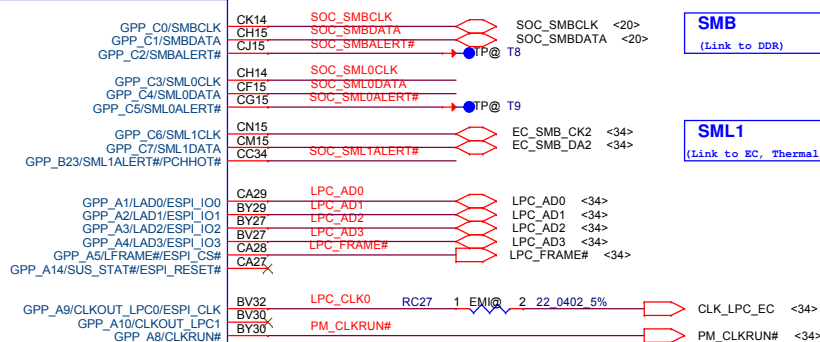 GPP_C0/SMBCLK CK14 SOC_SMBCLK SOC_SMBCLK <20> SMB
GPP_C1/SMBDATA CH15 SOC_SMBDATA SOC_SMBDATA <20>
GPP_C2/SMBALERT# CJ15 SOC_SMBALERT# TP@ T8 (Link to DDR)
GPP_C3/SML0CLK CH14 SOC_SML0CLK
GPP_C4/SML0DATA CF15 SOC_SML0DATA
GPP_C5/SML0ALERT# CG15 SOC_SML0ALERT# TP@ T9
GPP_C6/SML1CLK CN15 EC_SMB_CK2 <34> SML1
GPP_C7/SML1DATA CM15 EC_SMB_DA2 <34>
GPP_B23/SML1ALERT#/PCHHOT# CC34 SOC_SML1ALERT# (Link to EC, Thermal
GPP_A1/LAD0/ESPI_IO0 CA29 LPC_AD0 LPC_AD0 <34>
GPP_A2/LAD1/ESPI_IO1 BY29 LPC_AD1 LPC_AD1 <34>
GPP_A3/LAD2/ESPI_IO2 BY27 LPC_AD2 LPC_AD2 <34>
GPP_A4/LAD3/ESPI_IO3 BV27 LPC_AD3 LPC_AD3 <34>
GPP_A5/LFRAME#/ESPI_CS# CA28 LPC_FRAME# LPC_FRAME# <34>
GPP_A14/SUS_STAT#/ESPI_RESET# CA27
GPP_A9/CLKOUT_LPC0/ESPI_CLK BV32 LPC_CLK0 RC27 1 EMI@ 2 22_0402_5% CLK_LPC_EC <34>
GPP_A10/CLKOUT_LPC1 BV30
GPP_A8/CLKRUN# BY30 PM_CLKRUN# PM_CLKRUN# <34>